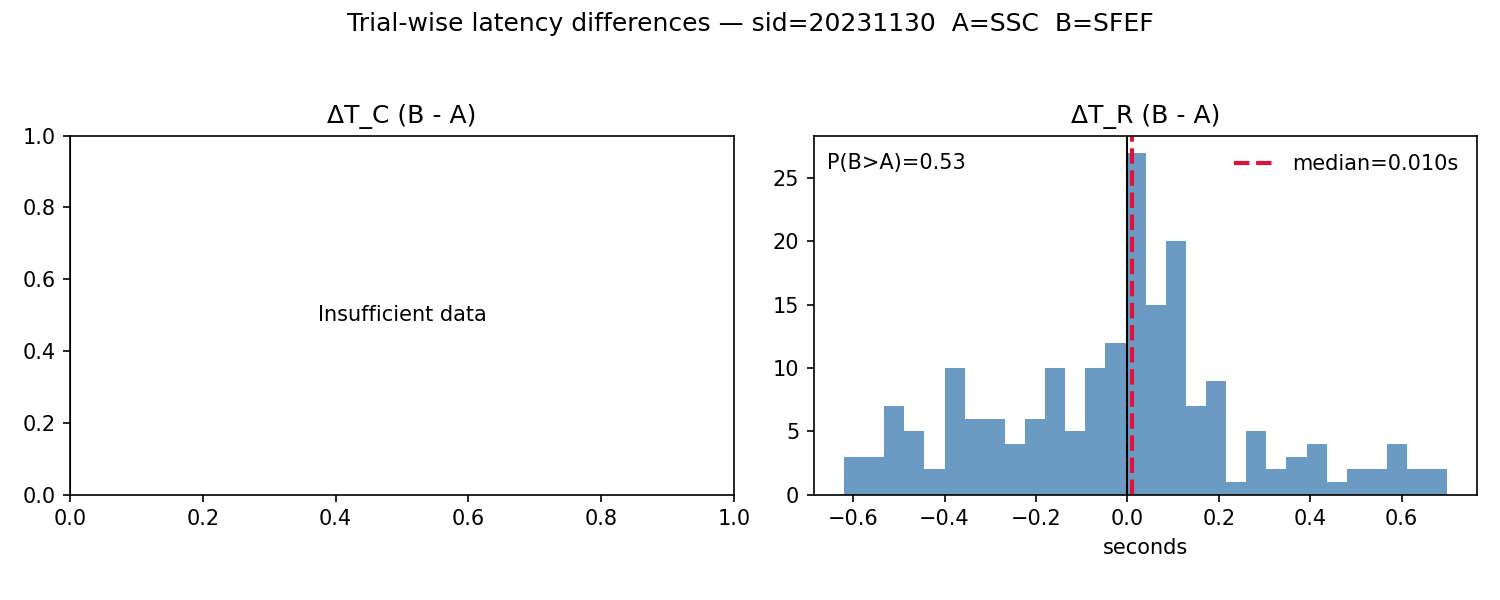 Trial-wise latency differences — sid=20231130  A=SSC  B=SFEF
ΔT_C (B - A)
1.0
0.8
0.6
0.4
0.2
0.0
Insufficient data
0.0 0.2 0.4 0.6 0.8 1.0
ΔT_R (B - A)
P(B>A)=0.53
median=0.010s
25
20
15
10
5
0
−0.6 −0.4 −0.2 0.0 0.2 0.4 0.6
seconds